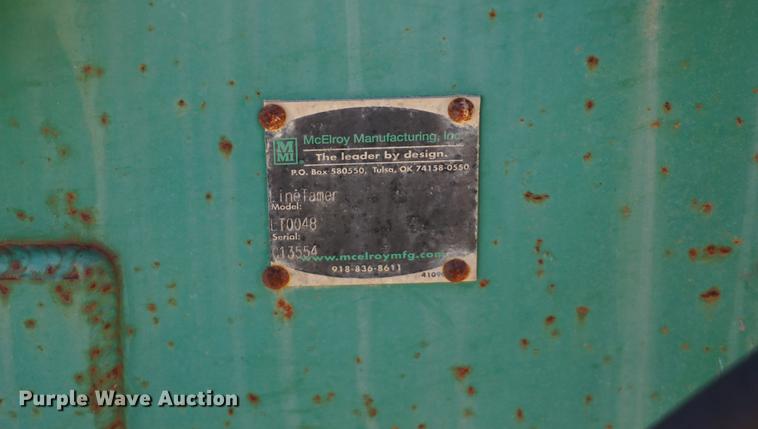 McElroy Manufacturing, Inc.
MMI
The leader by design.
P.O. Box 580550, Tulsa, OK 74158-0550
LineTamer
Model:
LT0048
Serial:
C13554
www.mcelroymfg.com
918-836-8611
Purple Wave Auction